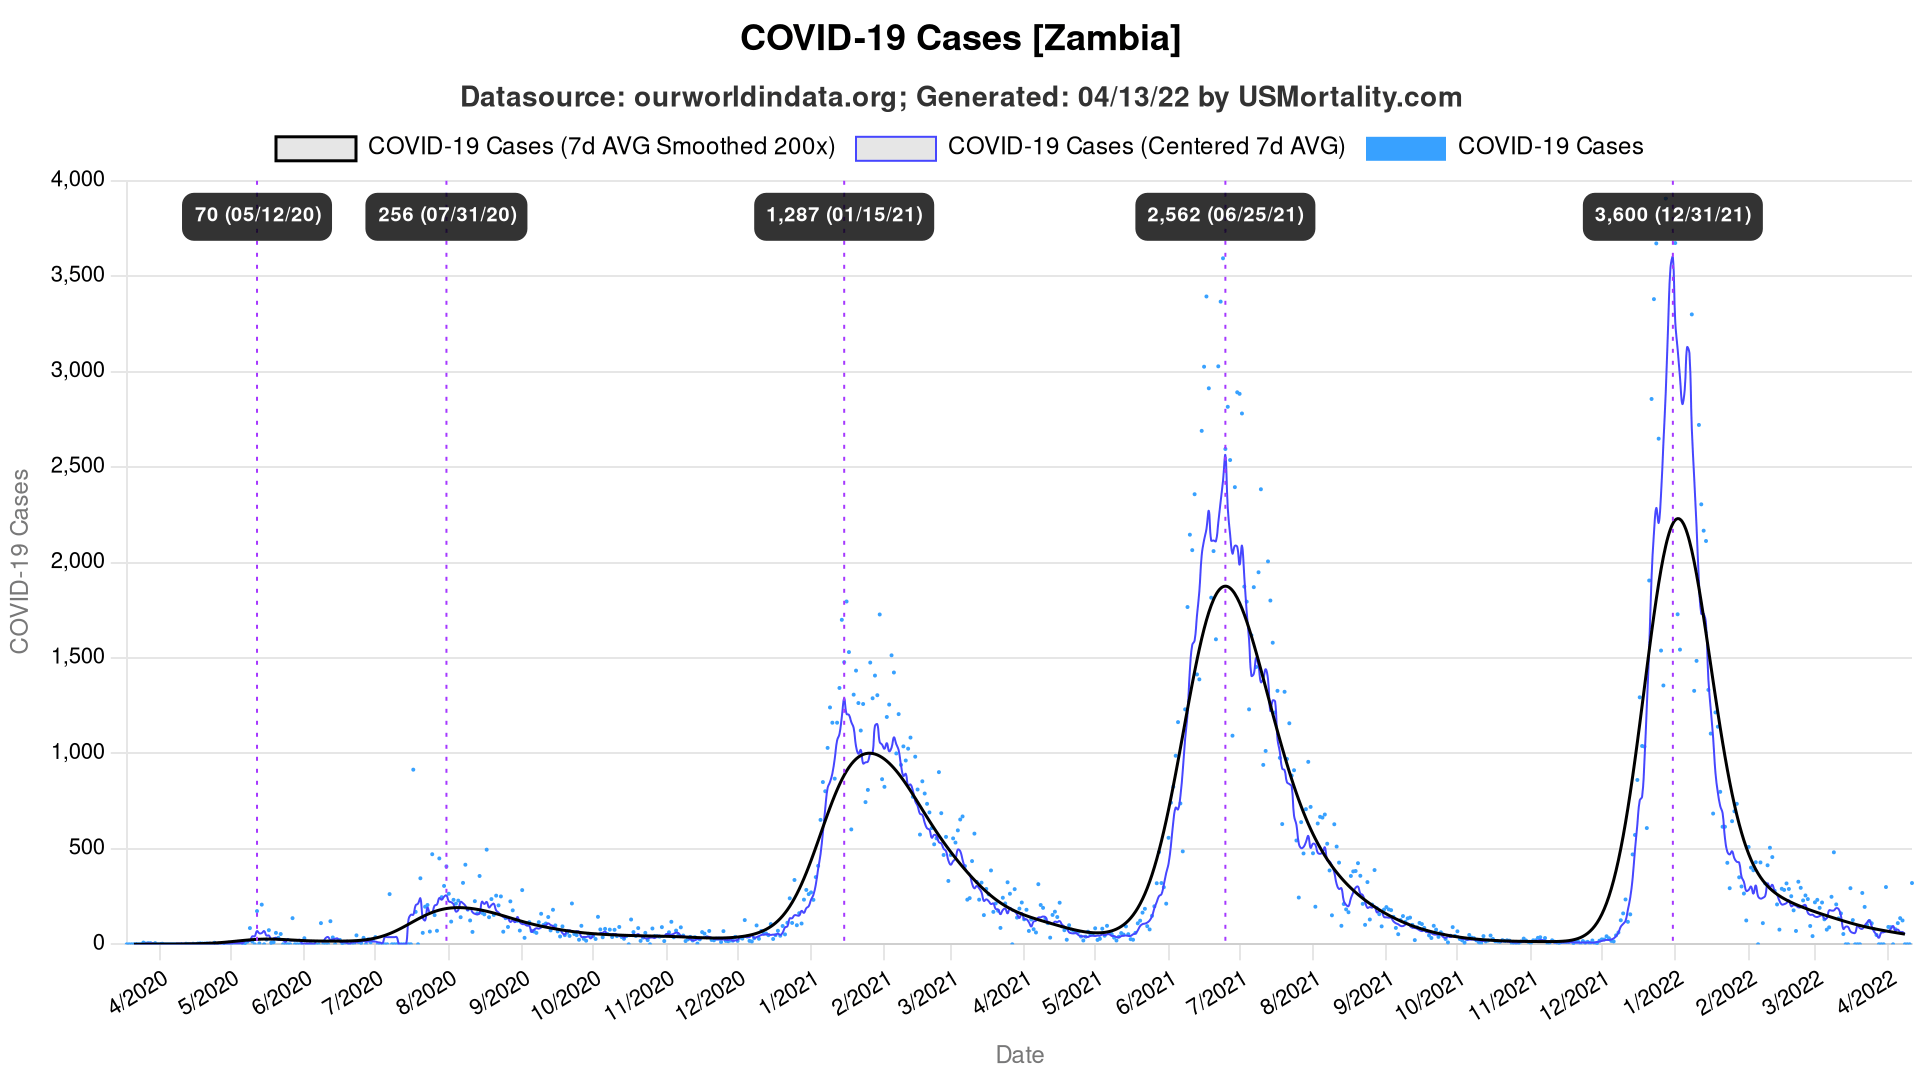 COVID-19 Cases [Zambia]
Datasource: ourworldindata.org; Generated: 04/13/22 by USMortality.com
COVID-19 Cases (7d AVG Smoothed 200x) COVID-19 Cases (Centered 7d AVG) COVID-19 Cases
4,000
70 (05/12/20) 256 (07/31/20) 1,287 (01/15/21) 2,562 (06/25/21) 3,600 (12/31/21)
3,500
3,000
2,500
2,000
1,500
1,000
500
0
COVID-19 Cases
4/2020 5/2020 6/2020 7/2020 8/2020 9/2020 10/2020 11/2020 12/2020 1/2021 2/2021 3/2021 4/2021 5/2021 6/2021 7/2021 8/2021 9/2021 10/2021 11/2021 12/2021 1/2022 2/2022 3/2022 4/2022
Date